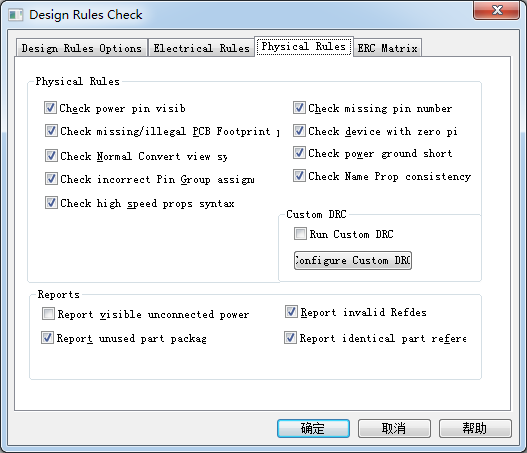 Design Rules Check
Design Rules Options Electrical Rules Physical Rules ERC Matrix
Physical Rules
Check power pin visib
Check missing/illegal PCB Footprint p
Check Normal Convert view sy
Check incorrect Pin Group assign
Check high speed props syntax
Check missing pin number
Check device with zero pi
Check power ground short
Check Name Prop consistency
Custom DRC
Run Custom DRC
Configure Custom DRC
Reports
Report visible unconnected power
Report unused part packag
Report invalid Refdes
Report identical part refere
确定 取消 帮助